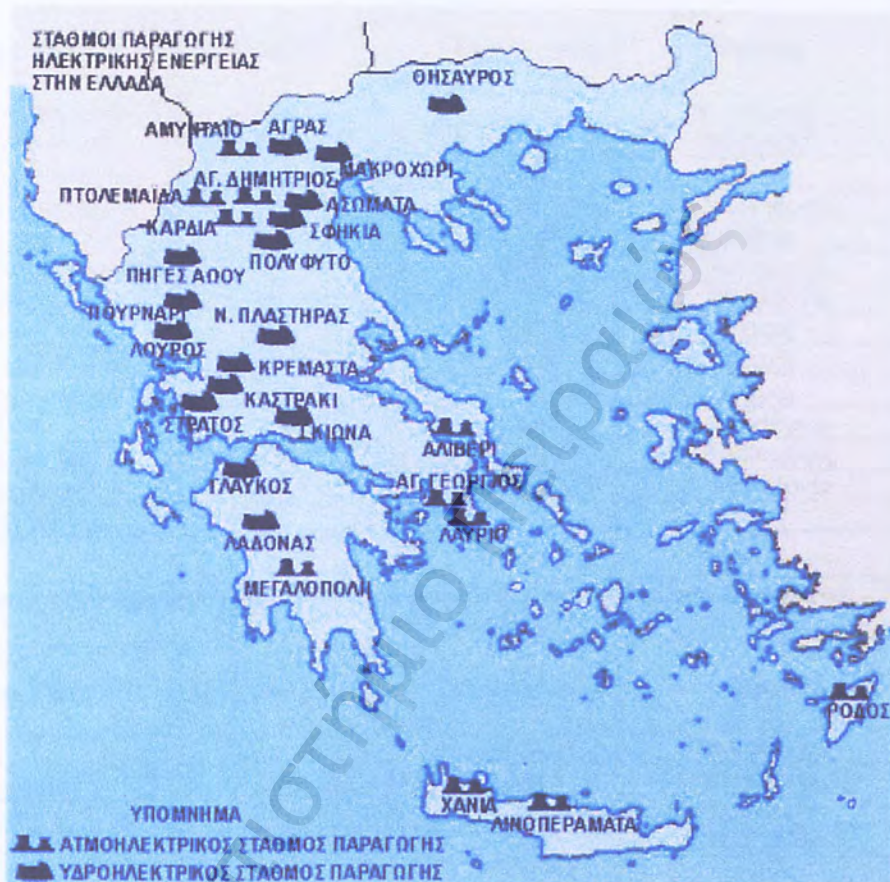 ΣΤΑΘΜΟΙ ΠΑΡΑΓΩΓΗΣ
ΗΛΕΚΤΡΙΚΗΣ ΕΝΕΡΓΕΙΑΣ
ΣΤΗΝ ΕΛΛΑΔΑ
ΘΗΣΑΥΡΟΣ
ΑΜΥΝΤΑΙΟ
ΑΓΡΑΣ
ΜΑΚΡΟΧΩΡΙ
ΑΓ. ΔΗΜΗΤΡΙΟΣ
ΠΤΟΛΕΜΑΪΔΑ
ΑΣΩΜΑΤΑ
ΚΑΡΔΙΑ
ΣΦΗΚΙΑ
ΠΟΛΥΦΥΤΟ
ΠΗΓΕΣ ΑΩΟΥ
ΠΟΥΡΝΑΡΙ
Ν. ΠΛΑΣΤΗΡΑΣ
ΛΟΥΡΟΣ
ΚΡΕΜΑΣΤΑ
ΚΑΣΤΡΑΚΙ
ΣΤΡΑΤΟΣ
ΓΚΙΩΝΑ
ΑΛΙΒΕΡΙ
ΓΛΑΥΚΟΣ
ΑΓ. ΓΕΩΡΓΙΟΣ
ΛΑΥΡΙΟ
ΛΑΔΩΝΑΣ
ΜΕΓΑΛΟΠΟΛΗ
ΡΟΔΟΣ
ΧΑΝΙΑ
ΛΙΝΟΠΕΡΑΜΑΤΑ
ΥΠΟΜΝΗΜΑ
ΑΤΜΟΗΛΕΚΤΡΙΚΟΣ ΣΤΑΘΜΟΣ ΠΑΡΑΓΩΓΗΣ
ΥΔΡΟΗΛΕΚΤΡΙΚΟΣ ΣΤΑΘΜΟΣ ΠΑΡΑΓΩΓΗΣ